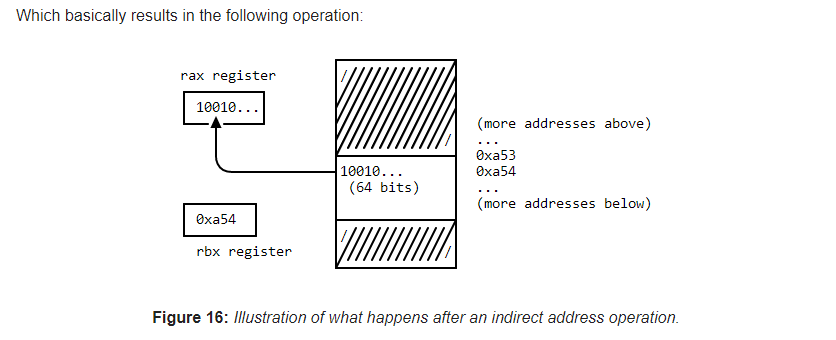 Which basically results in the following operation:
rax register
10010...
(more addresses above)
...
0xa53
0xa54
...
(more addresses below)
10010...
(64 bits)
0xa54
rbx register
Figure 16: Illustration of what happens after an indirect address operation.